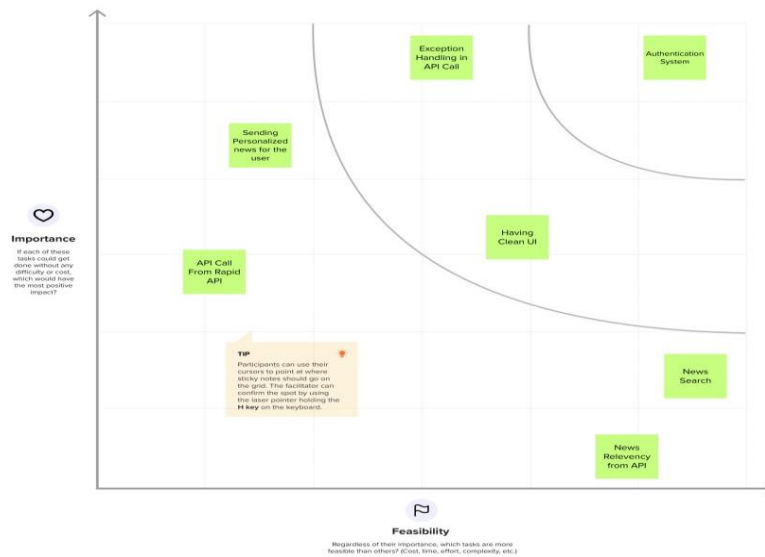 Exception
Handling in
API Call
Authentication
System
Sending
Personalized
news for the
user
Having
Clean UI
Importance
If each of these
tasks could get
done without any
difficulty or cost,
which would have
the most positive
impact?
API Call
From Rapid
API
TIP
Participants can use their
cursors to point at where
sticky notes should go on
the grid. The facilitator can
confirm the spot by using
the laser pointer holding the
H key on the keyboard.
News
Search
News
Relevency
from API
Feasibility
Regardless of their importance, which tasks are more
feasible than others? (Cost, time, effort, complexity, etc.)